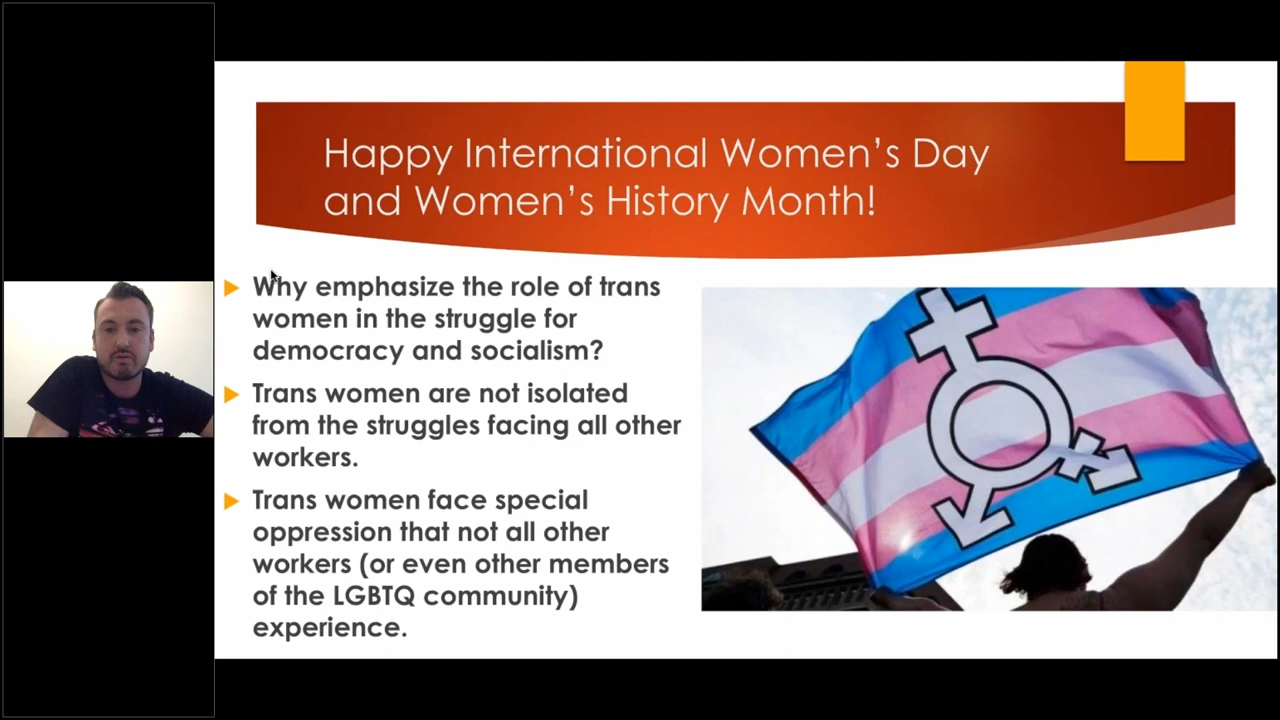 Happy International Women’s Day
and Women’s History Month!
Why emphasize the role of trans
women in the struggle for
democracy and socialism?
Trans women are not isolated
from the struggles facing all other
workers.
Trans women face special
oppression that not all other
workers (or even other members
of the LGBTQ community)
experience.